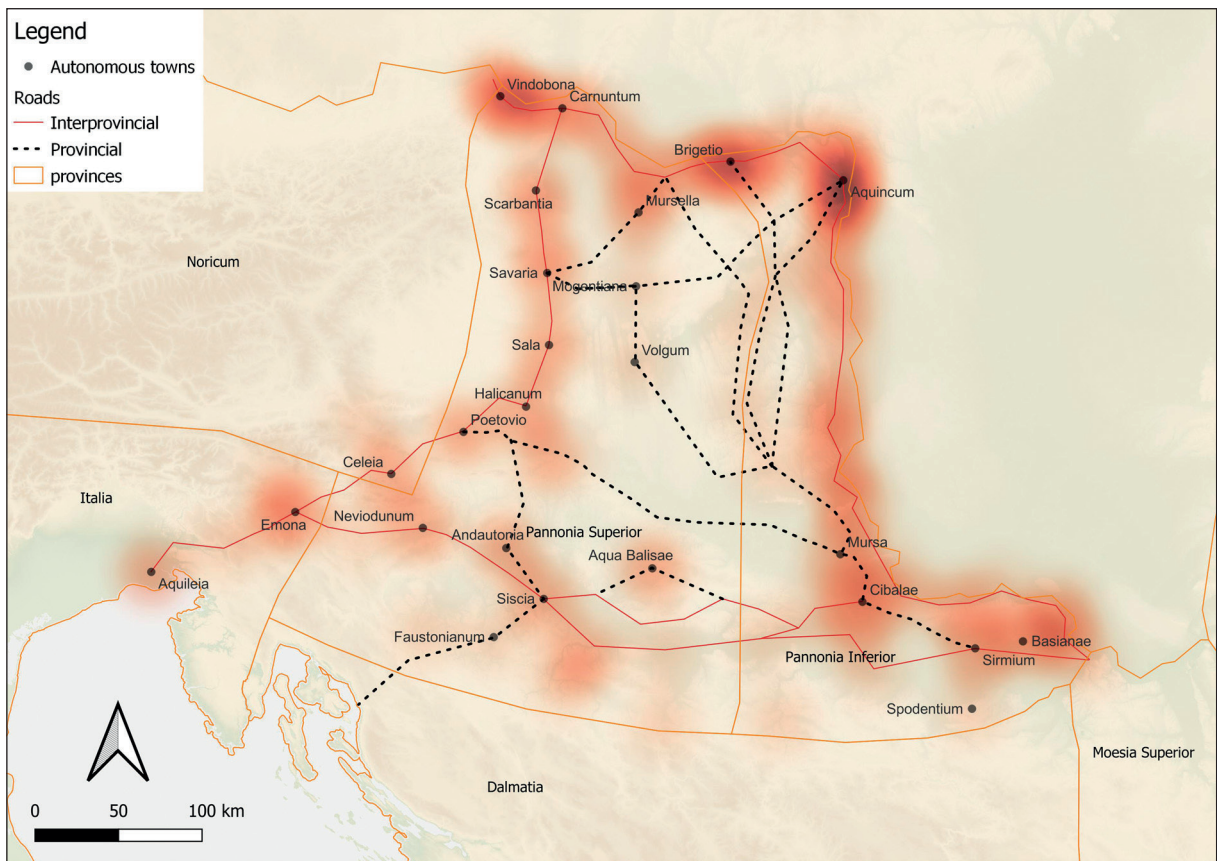 Legend
Autonomous towns
Roads
Interprovincial
Provincial
provinces
Vindobona
Carnuntum
Brigetio
Aquincum
Scarbantia
Mursella
Noricum
Savaria
Mogentiana
Sala
Volgum
Halicanum
Poetovio
Celeia
Italia
Emona
Neviodunum
Andautonia
Pannonia Superior
Aqua Balisae
Mursa
Aquileia
Siscia
Cibalae
Faustonianum
Basianae
Pannonia Inferior
Sirmium
Spodentium
Moesia Superior
Dalmatia
0 50 100 km